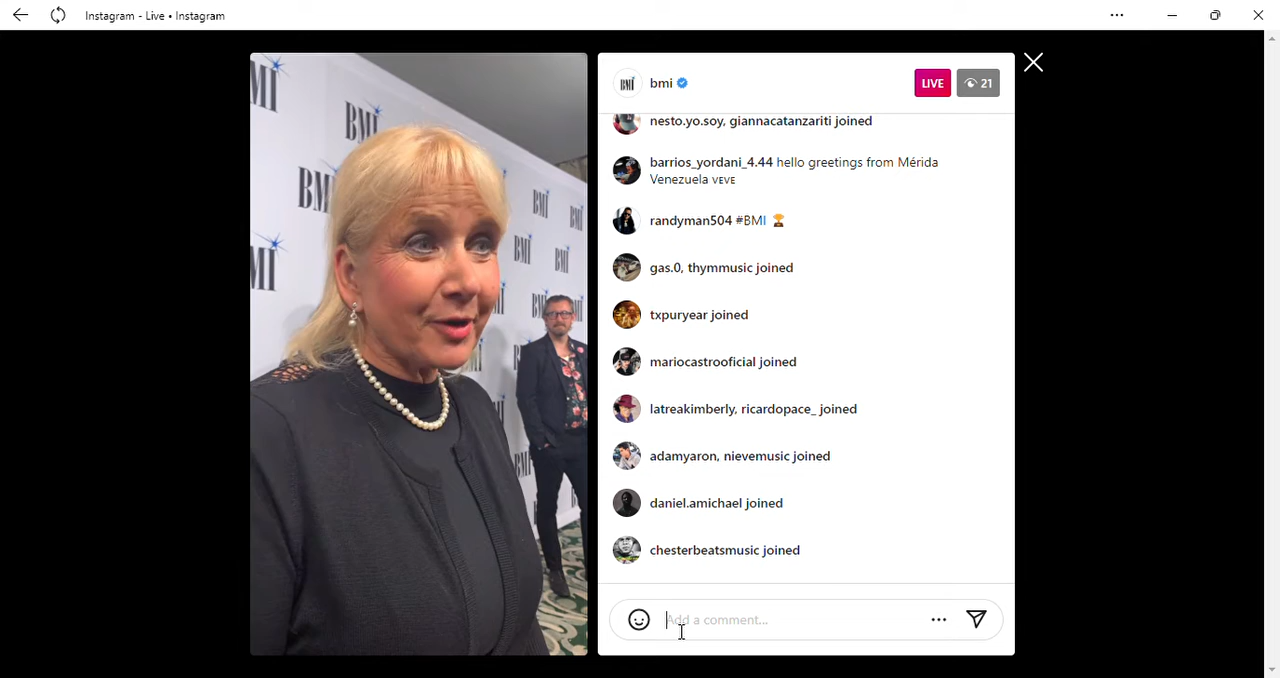 Instagram - Live • Instagram
BMI
BMI
BMI
BMI
BMI
BMI
BMI
BMI
bmi
LIVE
21
nesto.yo.soy, giannacatanzariti joined
barrios_yordani_4.44 hello greetings from Mérida
Venezuela VEVE
randyman504 #BMI 🏆
gas.0, thymmusic joined
txpuryear joined
mariocastrooficial joined
latreakimberly, ricardopace_ joined
adamyaron, nievemusic joined
daniel.amichael joined
chesterbeatsmusic joined
Add a comment...